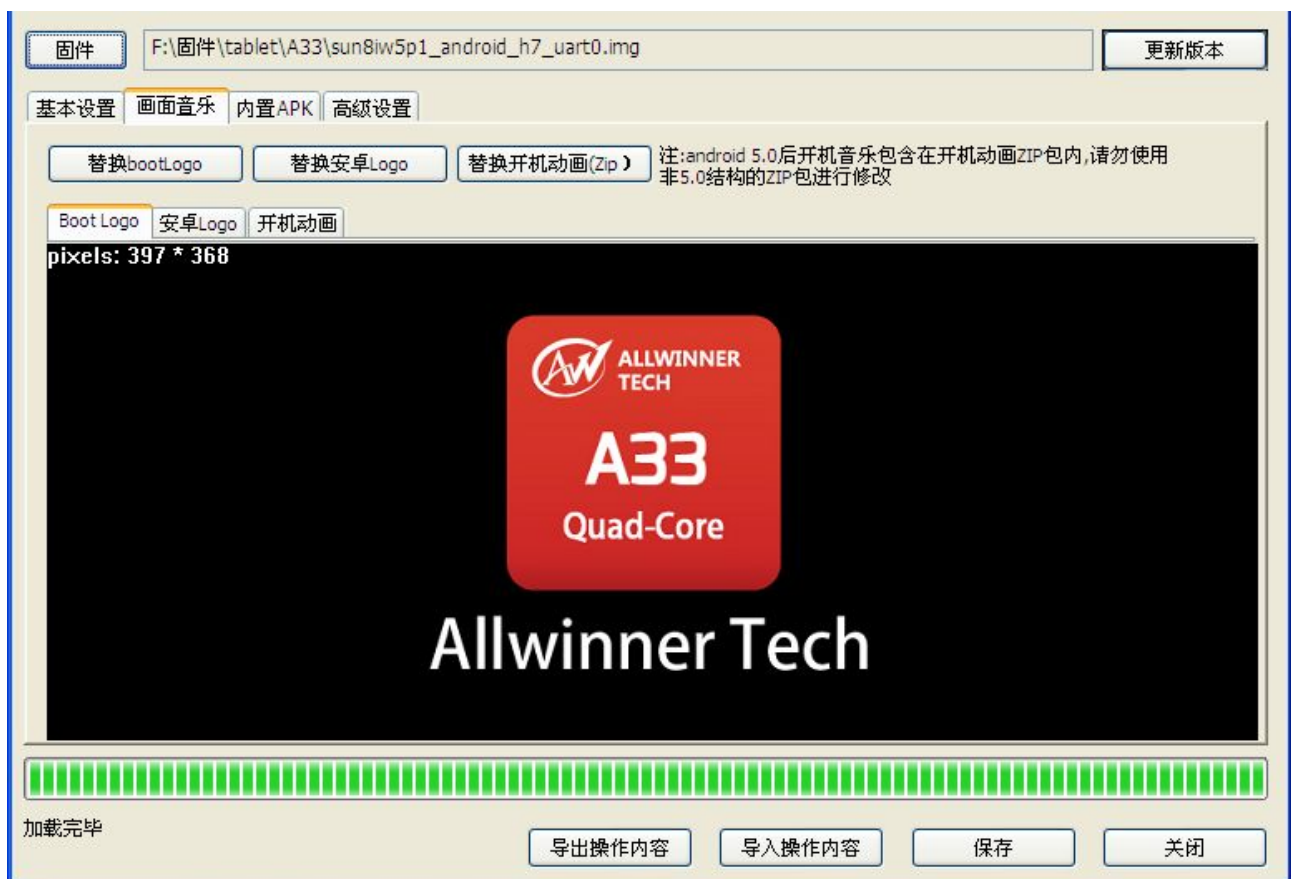 固件
F:\固件\tablet\A33\sun8iw5p1_android_h7_uart0.img
更新版本
基本设置 画面音乐 内置APK 高级设置
替换bootLogo 替换安卓Logo 替换开机动画(Zip)
注:android 5.0后开机音乐包含在开机动画ZIP包内,请勿使用
非5.0结构的ZIP包进行修改
Boot Logo 安卓Logo 开机动画
pixels: 397 * 368
AW
ALLWINNER
TECH
A33
Quad-Core
Allwinner Tech
加载完毕
导出操作内容 导入操作内容 保存 关闭